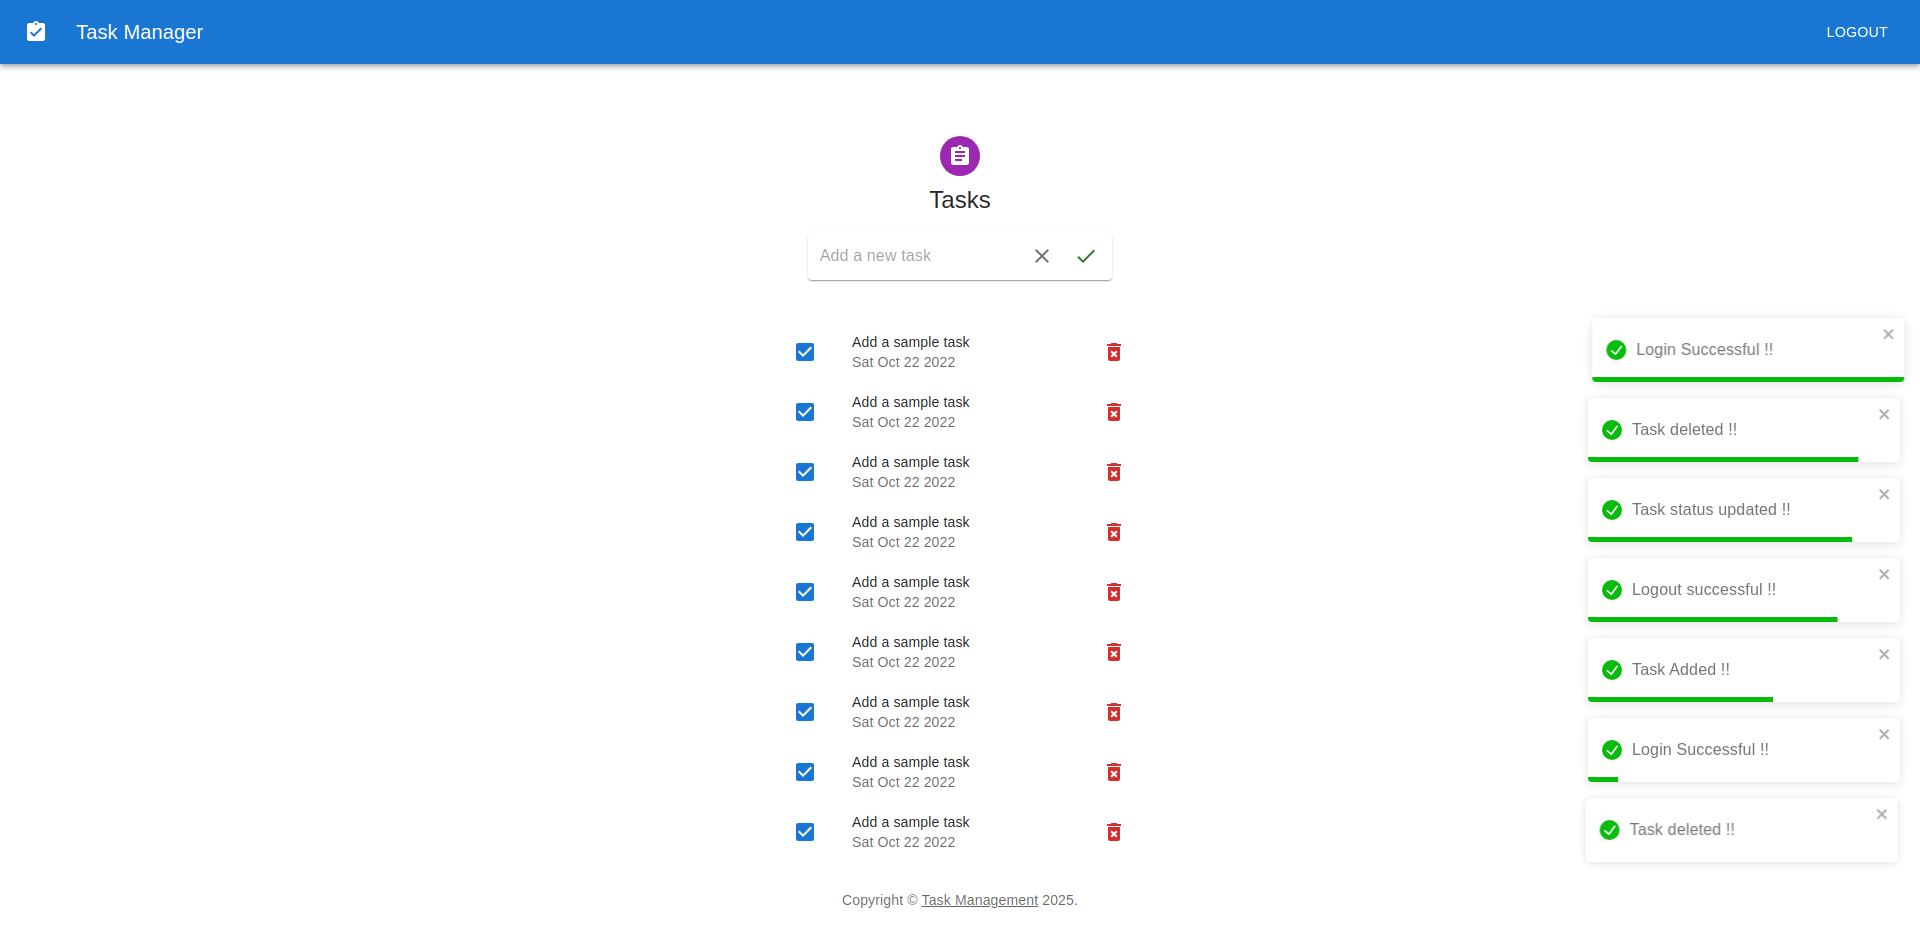 Task Manager
LOGOUT
Tasks
Add a new task
Add a sample task
Sat Oct 22 2022
Add a sample task
Sat Oct 22 2022
Add a sample task
Sat Oct 22 2022
Add a sample task
Sat Oct 22 2022
Add a sample task
Sat Oct 22 2022
Add a sample task
Sat Oct 22 2022
Add a sample task
Sat Oct 22 2022
Add a sample task
Sat Oct 22 2022
Add a sample task
Sat Oct 22 2022
Copyright © Task Management 2025.
Login Successful !!
Task deleted !!
Task status updated !!
Logout successful !!
Task Added !!
Login Successful !!
Task deleted !!